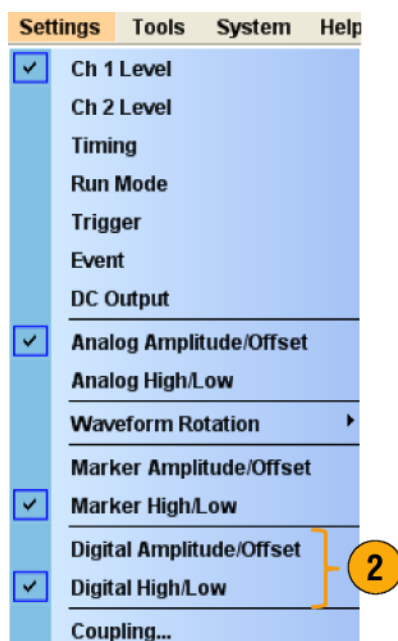 Settings Tools System Help
Ch 1 Level
Ch 2 Level
Timing
Run Mode
Trigger
Event
DC Output
Analog Amplitude/Offset
Analog High/Low
Waveform Rotation
Marker Amplitude/Offset
Marker High/Low
Digital Amplitude/Offset
2
Digital High/Low
Coupling...